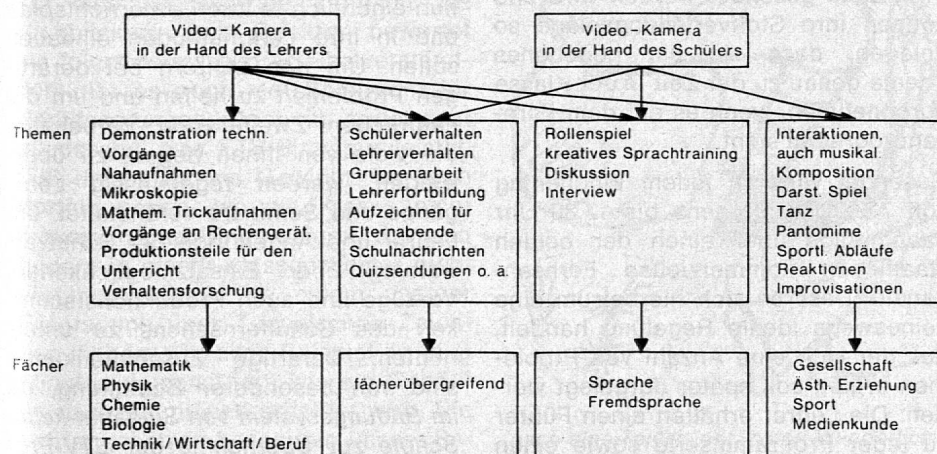 Video-Kamera
in der Hand des Lehrers
Video-Kamera
in der Hand des Schülers
Themen
Demonstration techn.
Vorgänge
Nahaufnahmen
Mikroskopie
Mathem. Trickaufnahmen
Vorgänge an Rechengerät.
Produktionsteile für den
Unterricht
Verhaltensforschung
Schülerverhalten
Lehrerverhalten
Gruppenarbeit
Lehrerfortbildung
Aufzeichnen für
Elternabende
Schulnachrichten
Quizsendungen o. ä.
Rollenspiel
kreatives Sprachtraining
Diskussion
Interview
Interaktionen,
auch musikal.
Komposition
Darst. Spiel
Tanz
Pantomime
Sportl. Abläufe
Reaktionen
Improvisationen
Fächer
Mathematik
Physik
Chemie
Biologie
Technik/Wirtschaft/Beruf
fächerübergreifend
Sprache
Fremdsprache
Gesellschaft
Ästh. Erziehung
Sport
Medienkunde